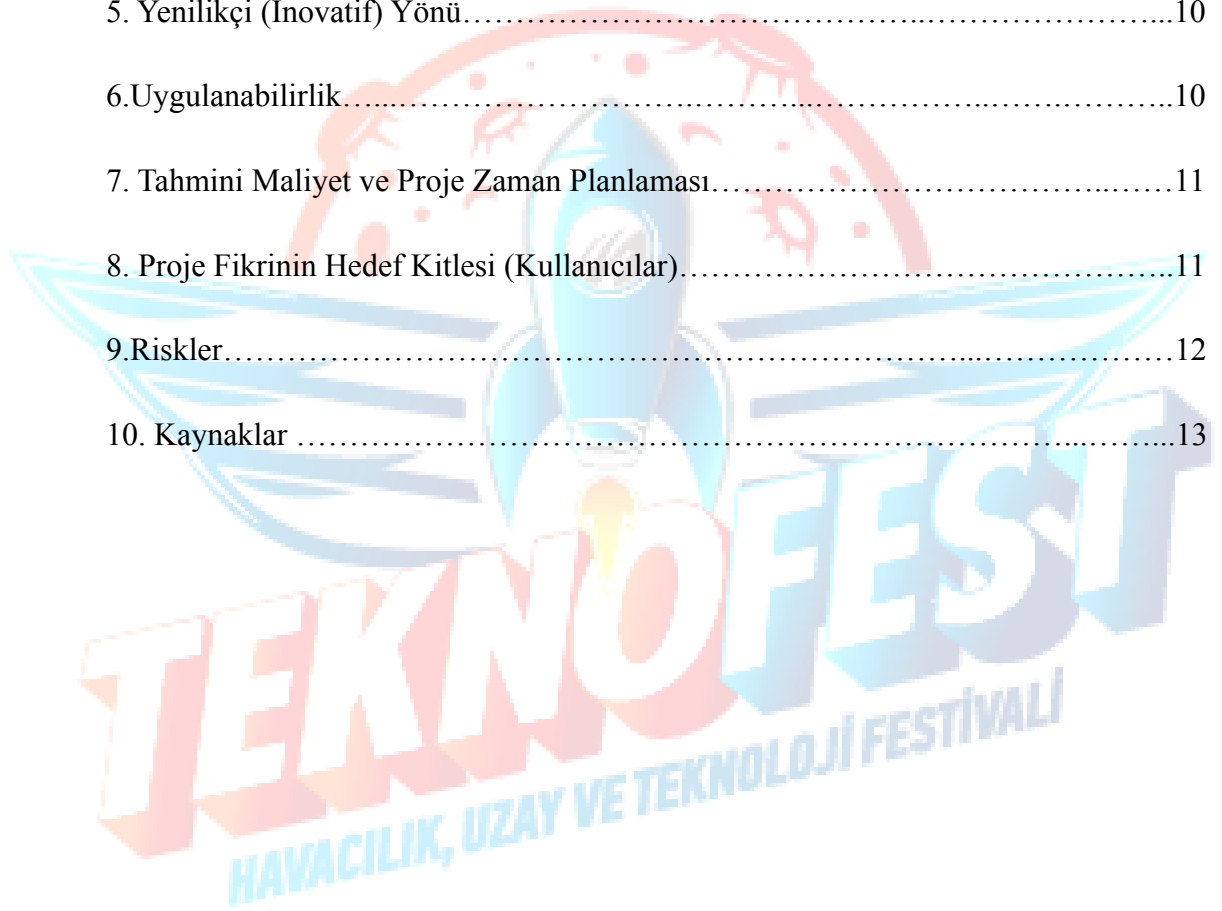 5. Yenilikçi (İnovatif) Yönü…………………………………………..………………...10
6.Uygulanabilirlik…..…………………………….……………………..…….………..10
7. Tahmini Maliyet ve Proje Zaman Planlaması………………………………..……11
8. Proje Fikrinin Hedef Kitlesi (Kullanıcılar)…………………………………………..11
9.Riskler…………………………………………………………………...…….…………12
10. Kaynaklar ……………………………..…………………………………...……..13
TEKNOFEST
HAVACILIK, UZAY VE TEKNOLOJİ FESTİVALİ